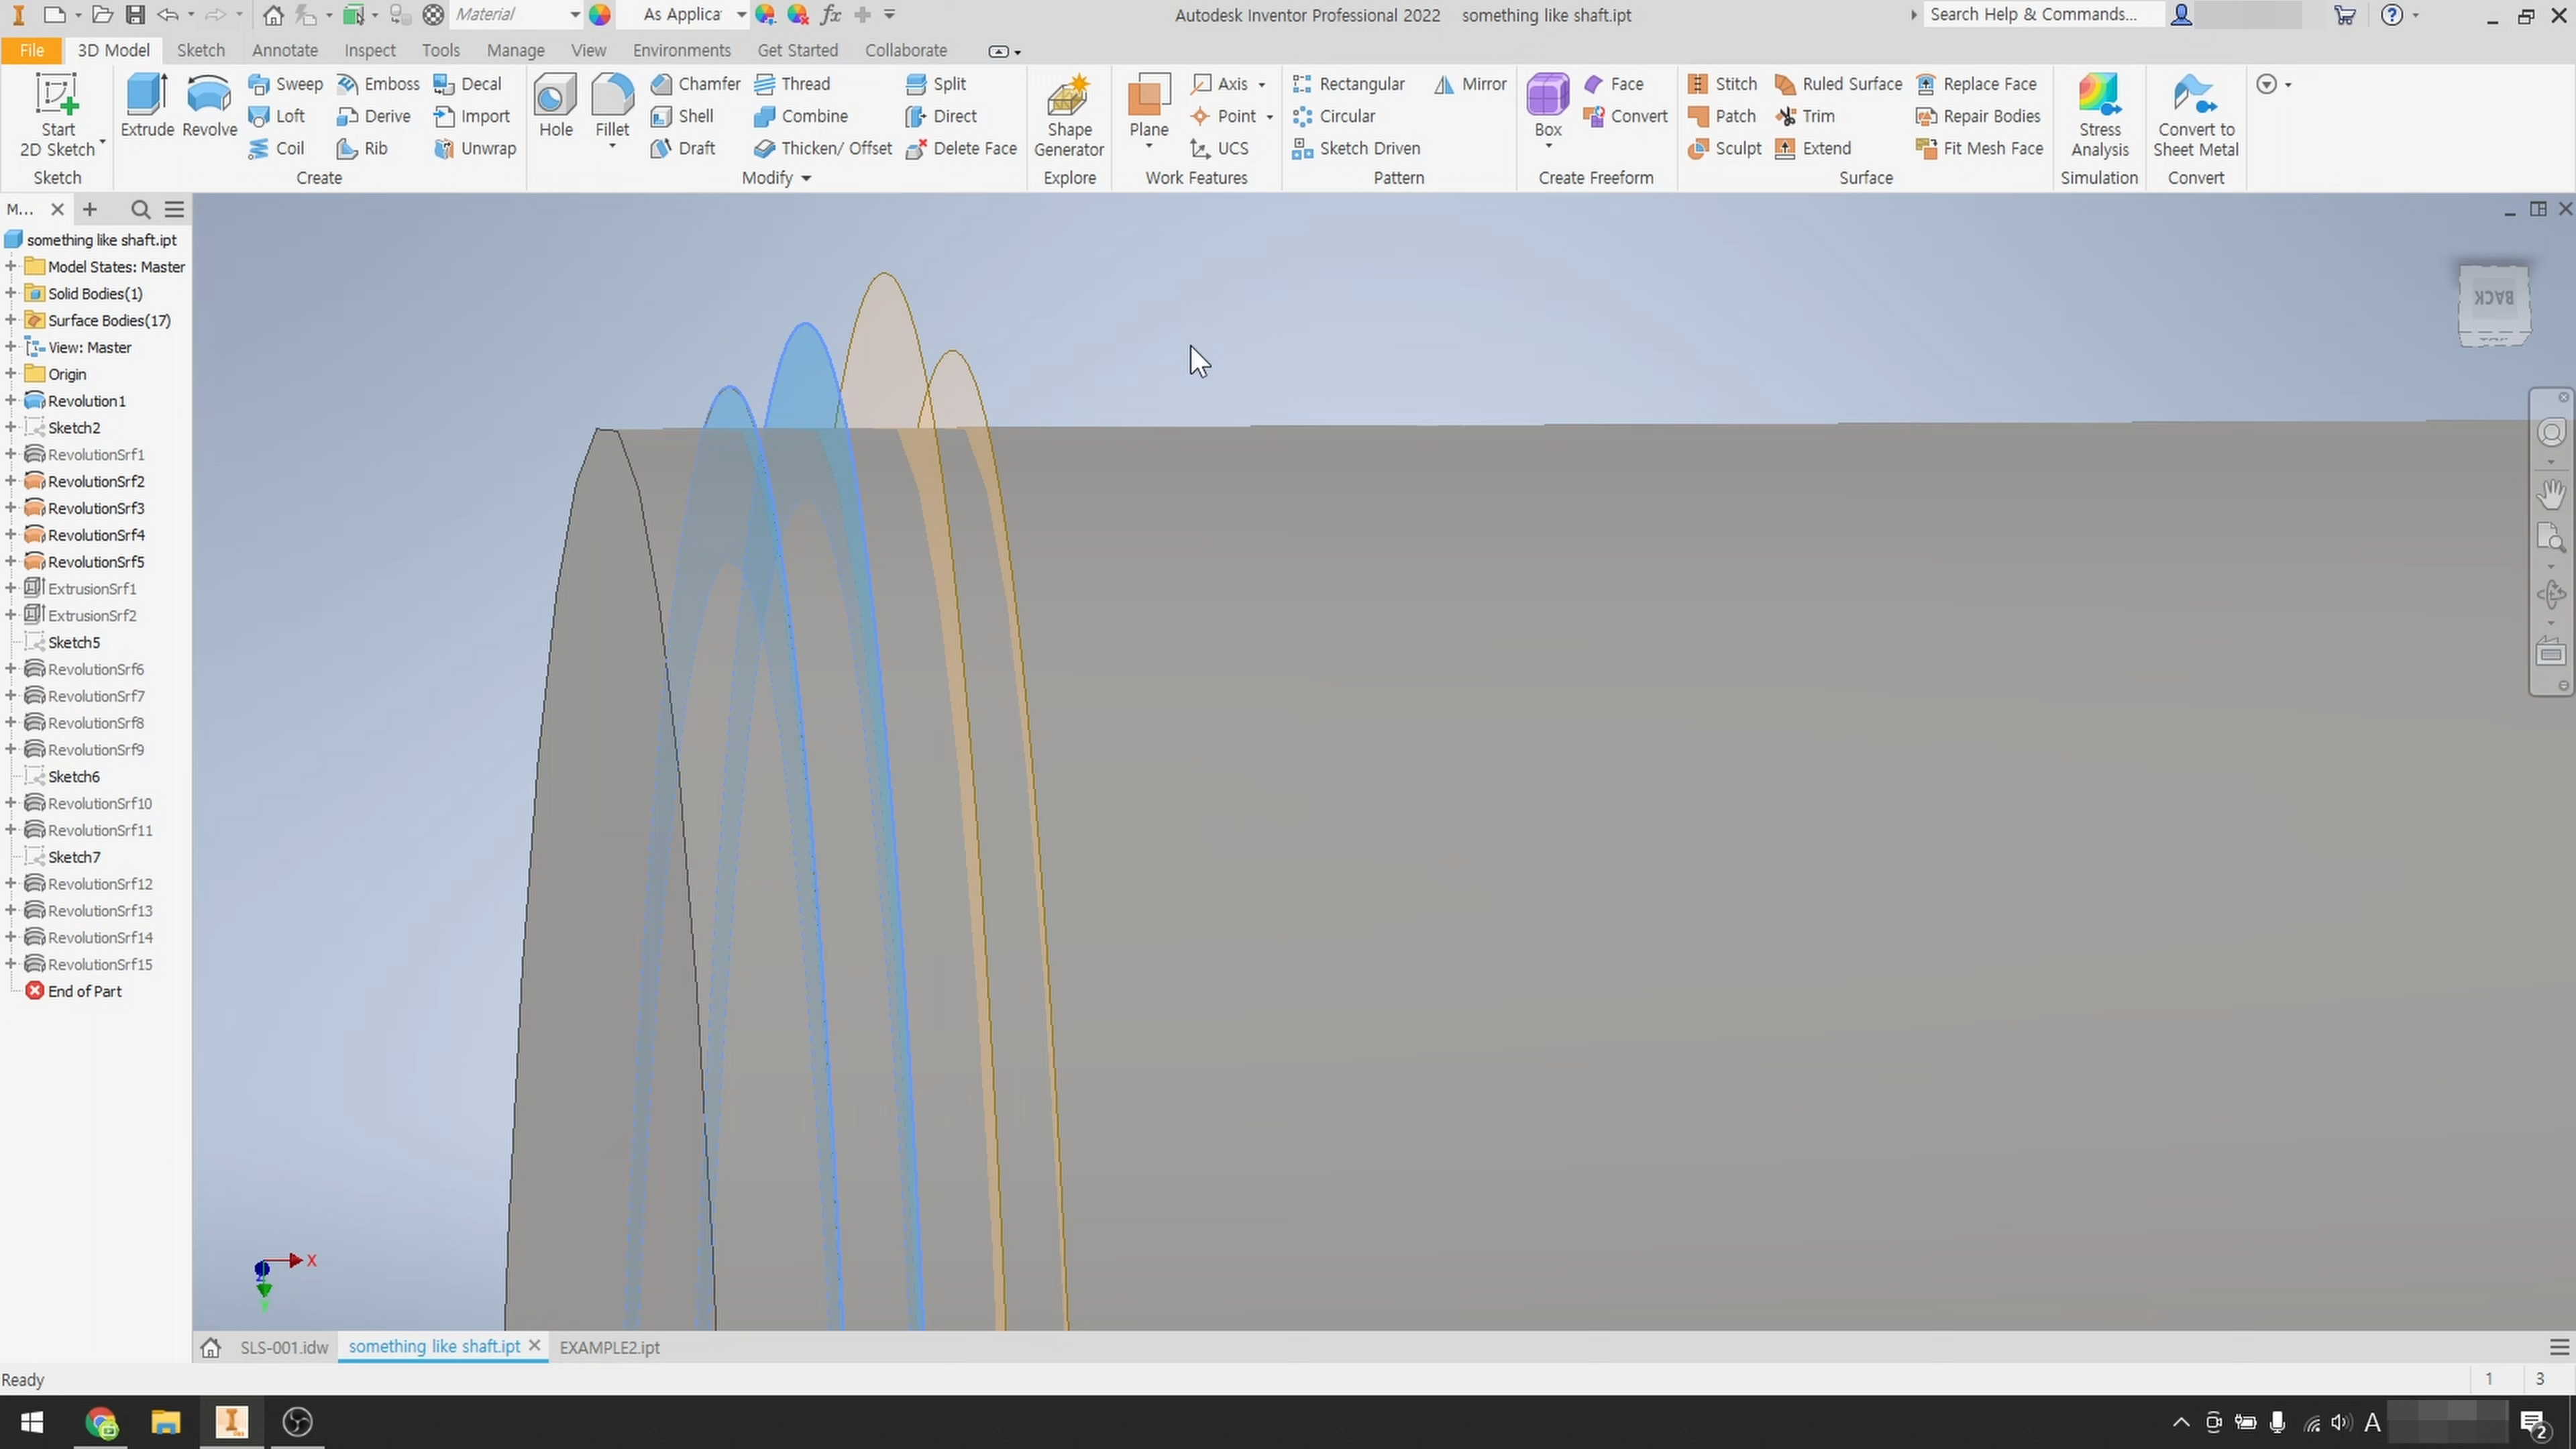 Material
As Applica
fx
Autodesk Inventor Professional 2022 something like shaft.ipt
Search Help & Commands...
File 3D Model Sketch Annotate Inspect Tools Manage View Environments Get Started Collaborate
Start
2D Sketch
Sketch
Extrude
Revolve
Sweep
Loft
Coil
Emboss
Derive
Rib
Decal
Import
Unwrap
Create
Hole
Fillet
Chamfer
Shell
Draft
Thread
Combine
Thicken/ Offset
Split
Direct
Delete Face
Modify
Shape
Generator
Explore
Plane
Axis
Point
UCS
Work Features
Rectangular
Circular
Sketch Driven
Mirror
Pattern
Box
Face
Convert
Create Freeform
Stitch
Patch
Sculpt
Ruled Surface
Trim
Extend
Replace Face
Repair Bodies
Fit Mesh Face
Surface
Stress
Analysis
Simulation
Convert to
Sheet Metal
Convert
M...
something like shaft.ipt
Model States: Master
Solid Bodies(1)
Surface Bodies(17)
View: Master
Origin
Revolution1
Sketch2
RevolutionSrf1
RevolutionSrf2
RevolutionSrf3
RevolutionSrf4
RevolutionSrf5
ExtrusionSrf1
ExtrusionSrf2
Sketch5
RevolutionSrf6
RevolutionSrf7
RevolutionSrf8
RevolutionSrf9
Sketch6
RevolutionSrf10
RevolutionSrf11
Sketch7
RevolutionSrf12
RevolutionSrf13
RevolutionSrf14
RevolutionSrf15
End of Part
BACK
X
SLS-001.idw something like shaft.ipt EXAMPLE2.ipt
Ready
1 3
A
2